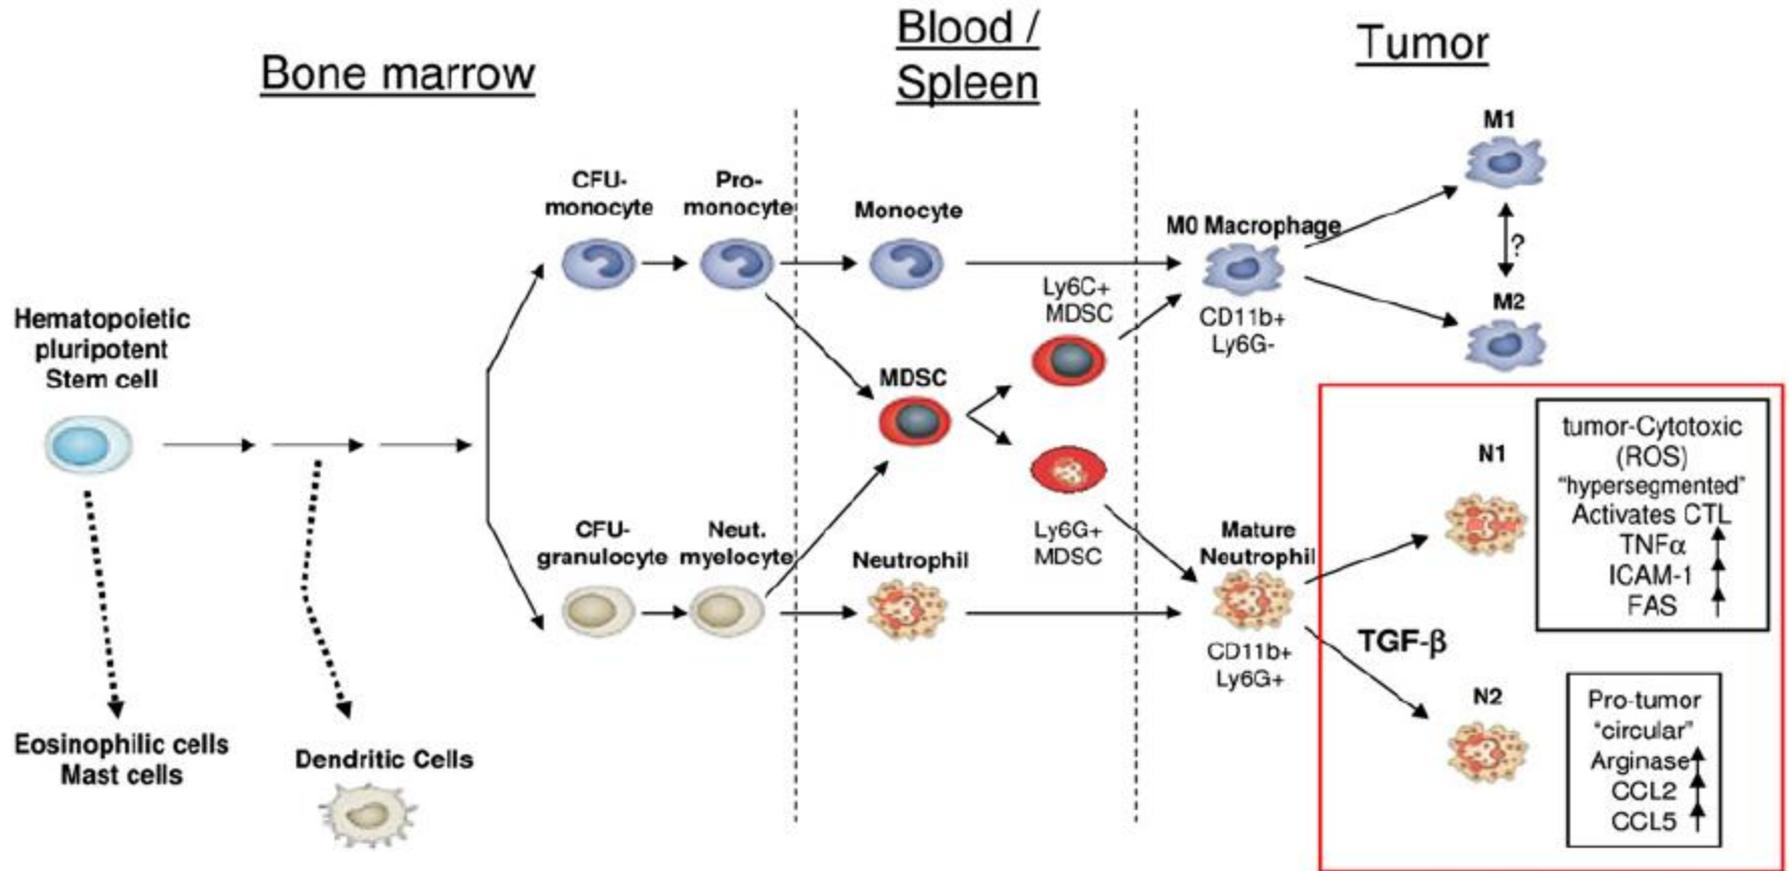 Bone marrow
Blood /
Spleen
Tumor
Hematopoietic
pluripotent
Stem cell
Eosinophilic cells
Mast cells
Dendritic Cells
CFU-
monocyte
Pro-
monocyte
CFU-
granulocyte
Neut.
myelocyte
Monocyte
MDSC
Neutrophil
Ly6C+
MDSC
Ly6G+
MDSC
M0 Macrophage
CD11b+
Ly6G-
M1
?
M2
Mature
Neutrophil
CD11b+
Ly6G+
TGF-β
N1
tumor-Cytotoxic
(ROS)
“hypersegmented”
Activates CTL
TNFα
ICAM-1
FAS
N2
Pro-tumor
“circular”
Arginase
CCL2
CCL5